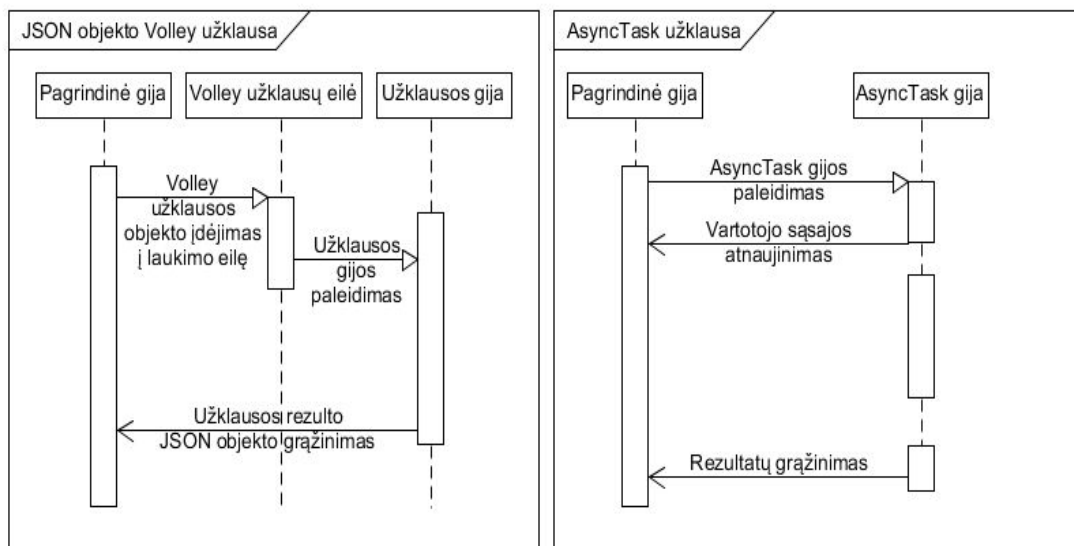 JSON objekto Volley užklausa
Pagrindinė gija
Volley užklausų eilė
Užklausos gija
Volley
užklausos
objekto įdėjimas
į laukimo eilę
Užklausos
gijos
paleidimas
Užklausos rezulto
JSON objekto grąžinimas
AsyncTask užklausa
Pagrindinė gija
AsyncTask gija
AsyncTask gijos
paleidimas
Vartotojo sąsajos
atnaujinimas
Rezultatų grąžinimas